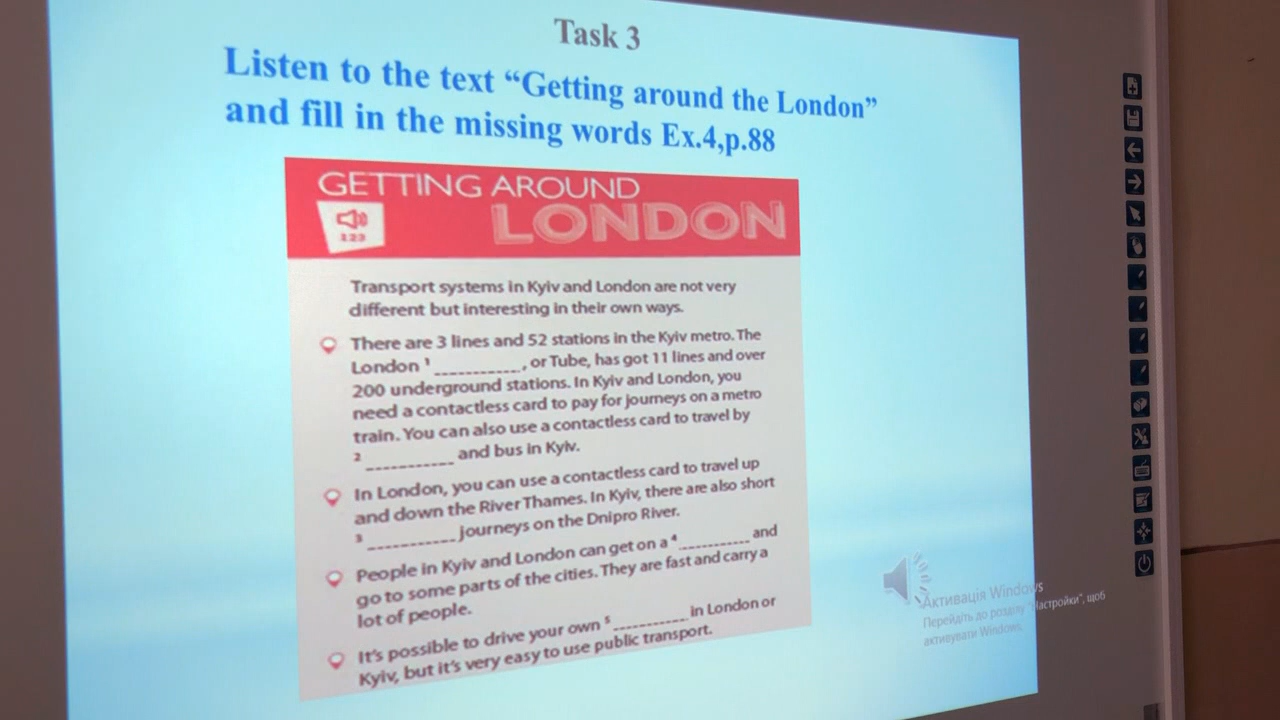 Task 3
Listen to the text “Getting around the London”
and fill in the missing words Ex.4,p.88
GETTING AROUND
LONDON
123
Transport systems in Kyiv and London are not very
different but interesting in their own ways.
There are 3 lines and 52 stations in the Kyiv metro. The
London ¹ __________, or Tube, has got 11 lines and over
200 underground stations. In Kyiv and London, you
need a contactless card to pay for journeys on a metro
train. You can also use a contactless card to travel by
² __________ and bus in Kyiv.
In London, you can use a contactless card to travel up
and down the River Thames. In Kyiv, there are also short
³ __________ journeys on the Dnipro River.
People in Kyiv and London can get on a ⁴ __________ and
go to some parts of the cities. They are fast and carry a
lot of people.
It's possible to drive your own ⁵ __________ in London or
Kyiv, but it's very easy to use public transport.
Активація Windows
Перейдіть до розділу "Настройки", щоб
активувати Windows.